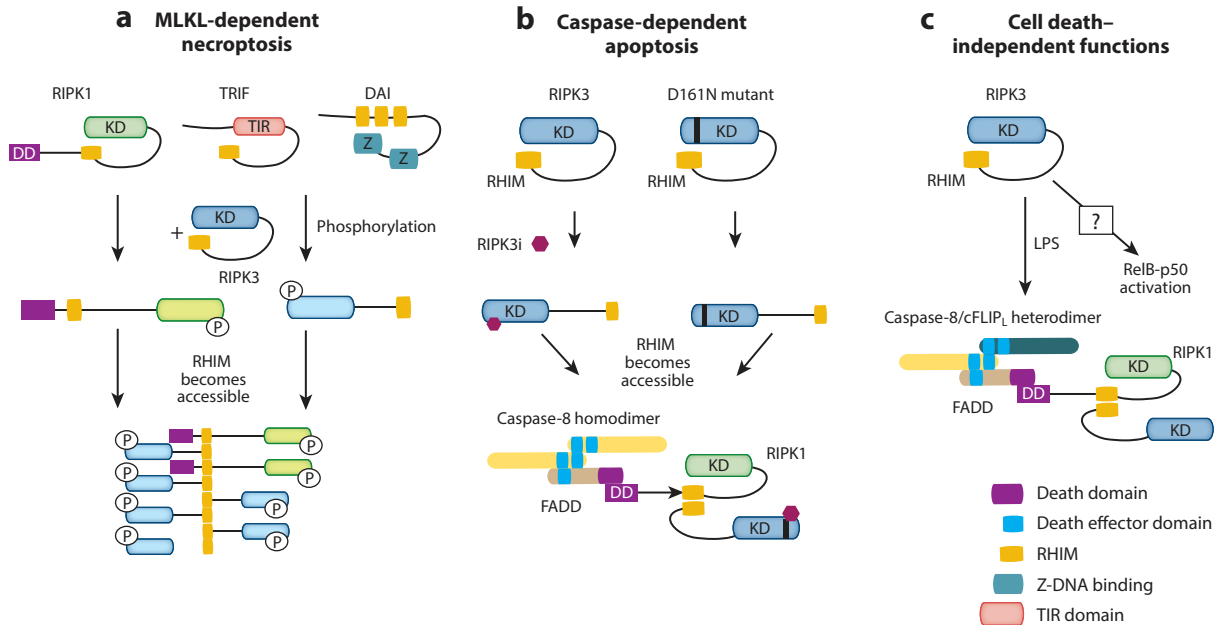 a MLKL-dependent
necroptosis
RIPK1
TRIF
DAI
KD
TIR
DD
Z
Z
+
KD
Phosphorylation
RIPK3
P
P
RHIM
becomes
accessible
P
P
P
P
P
P
P
P
b Caspase-dependent
apoptosis
RIPK3
D161N mutant
KD
KD
RHIM
RHIM
RIPK3i
KD
KD
RHIM
becomes
accessible
Caspase-8 homodimer
RIPK1
KD
DD
FADD
KD
c Cell death–
independent functions
RIPK3
KD
RHIM
?
LPS
RelB-p50
activation
Caspase-8/cFLIPL heterodimer
RIPK1
KD
DD
FADD
KD
Death domain
Death effector domain
RHIM
Z-DNA binding
TIR domain